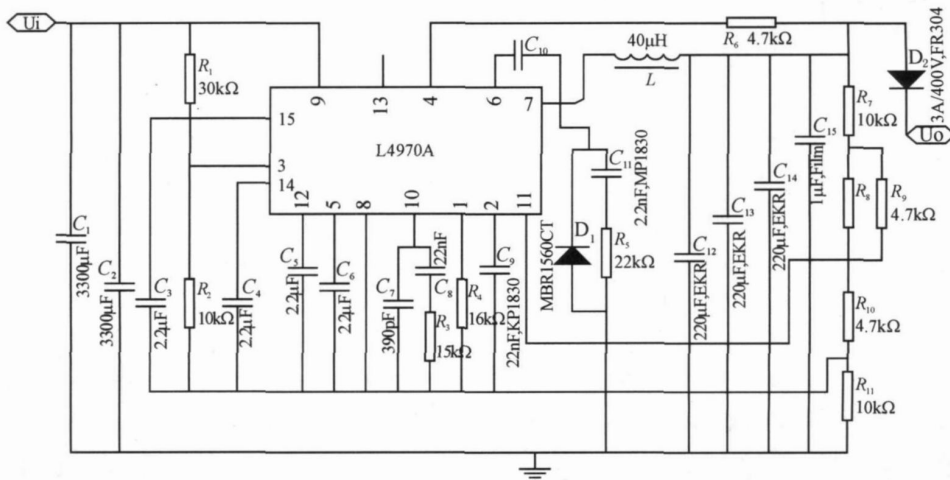 Ui
R1
30kΩ
C1
3300μF
C2
3300μF
C3
2.2μF
R2
10kΩ
C4
2.2μF
L4970A
9
13
4
6
7
15
3
14
12
5
8
10
1
2
11
C5
2.2μF
C6
2.2μF
C7
390pF
22nF
C8
R3
15kΩ
R4
16kΩ
C9
22nF,KP1830
C10
40μH
L
D1
MBR1560CT
C11
2.2nF,MP1830
R5
22kΩ
R6 4.7kΩ
C12
220μF,EKR
C13
220μF,EKR
C14
220μF,EKR
C15
1μF,Film
D2
3A/400V,FR304
Uo
R7
10kΩ
R8
R9
4.7kΩ
R10
4.7kΩ
R11
10kΩ